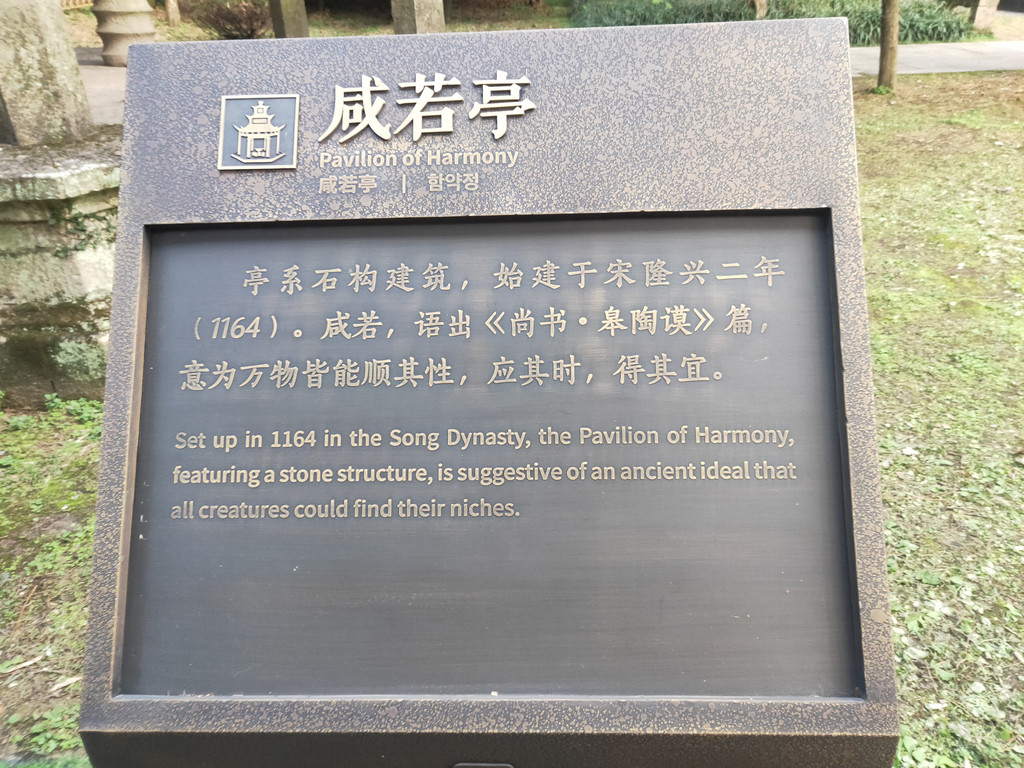 咸若亭
Pavilion of Harmony
咸若亭 | 함약정
亭系石构建筑，始建于宋隆兴二年
（1164）。咸若，语出《尚书·皋陶谟》篇，
意为万物皆能顺其性，应其时，得其宜。
Set up in 1164 in the Song Dynasty, the Pavilion of Harmony,
featuring a stone structure, is suggestive of an ancient ideal that
all creatures could find their niches.